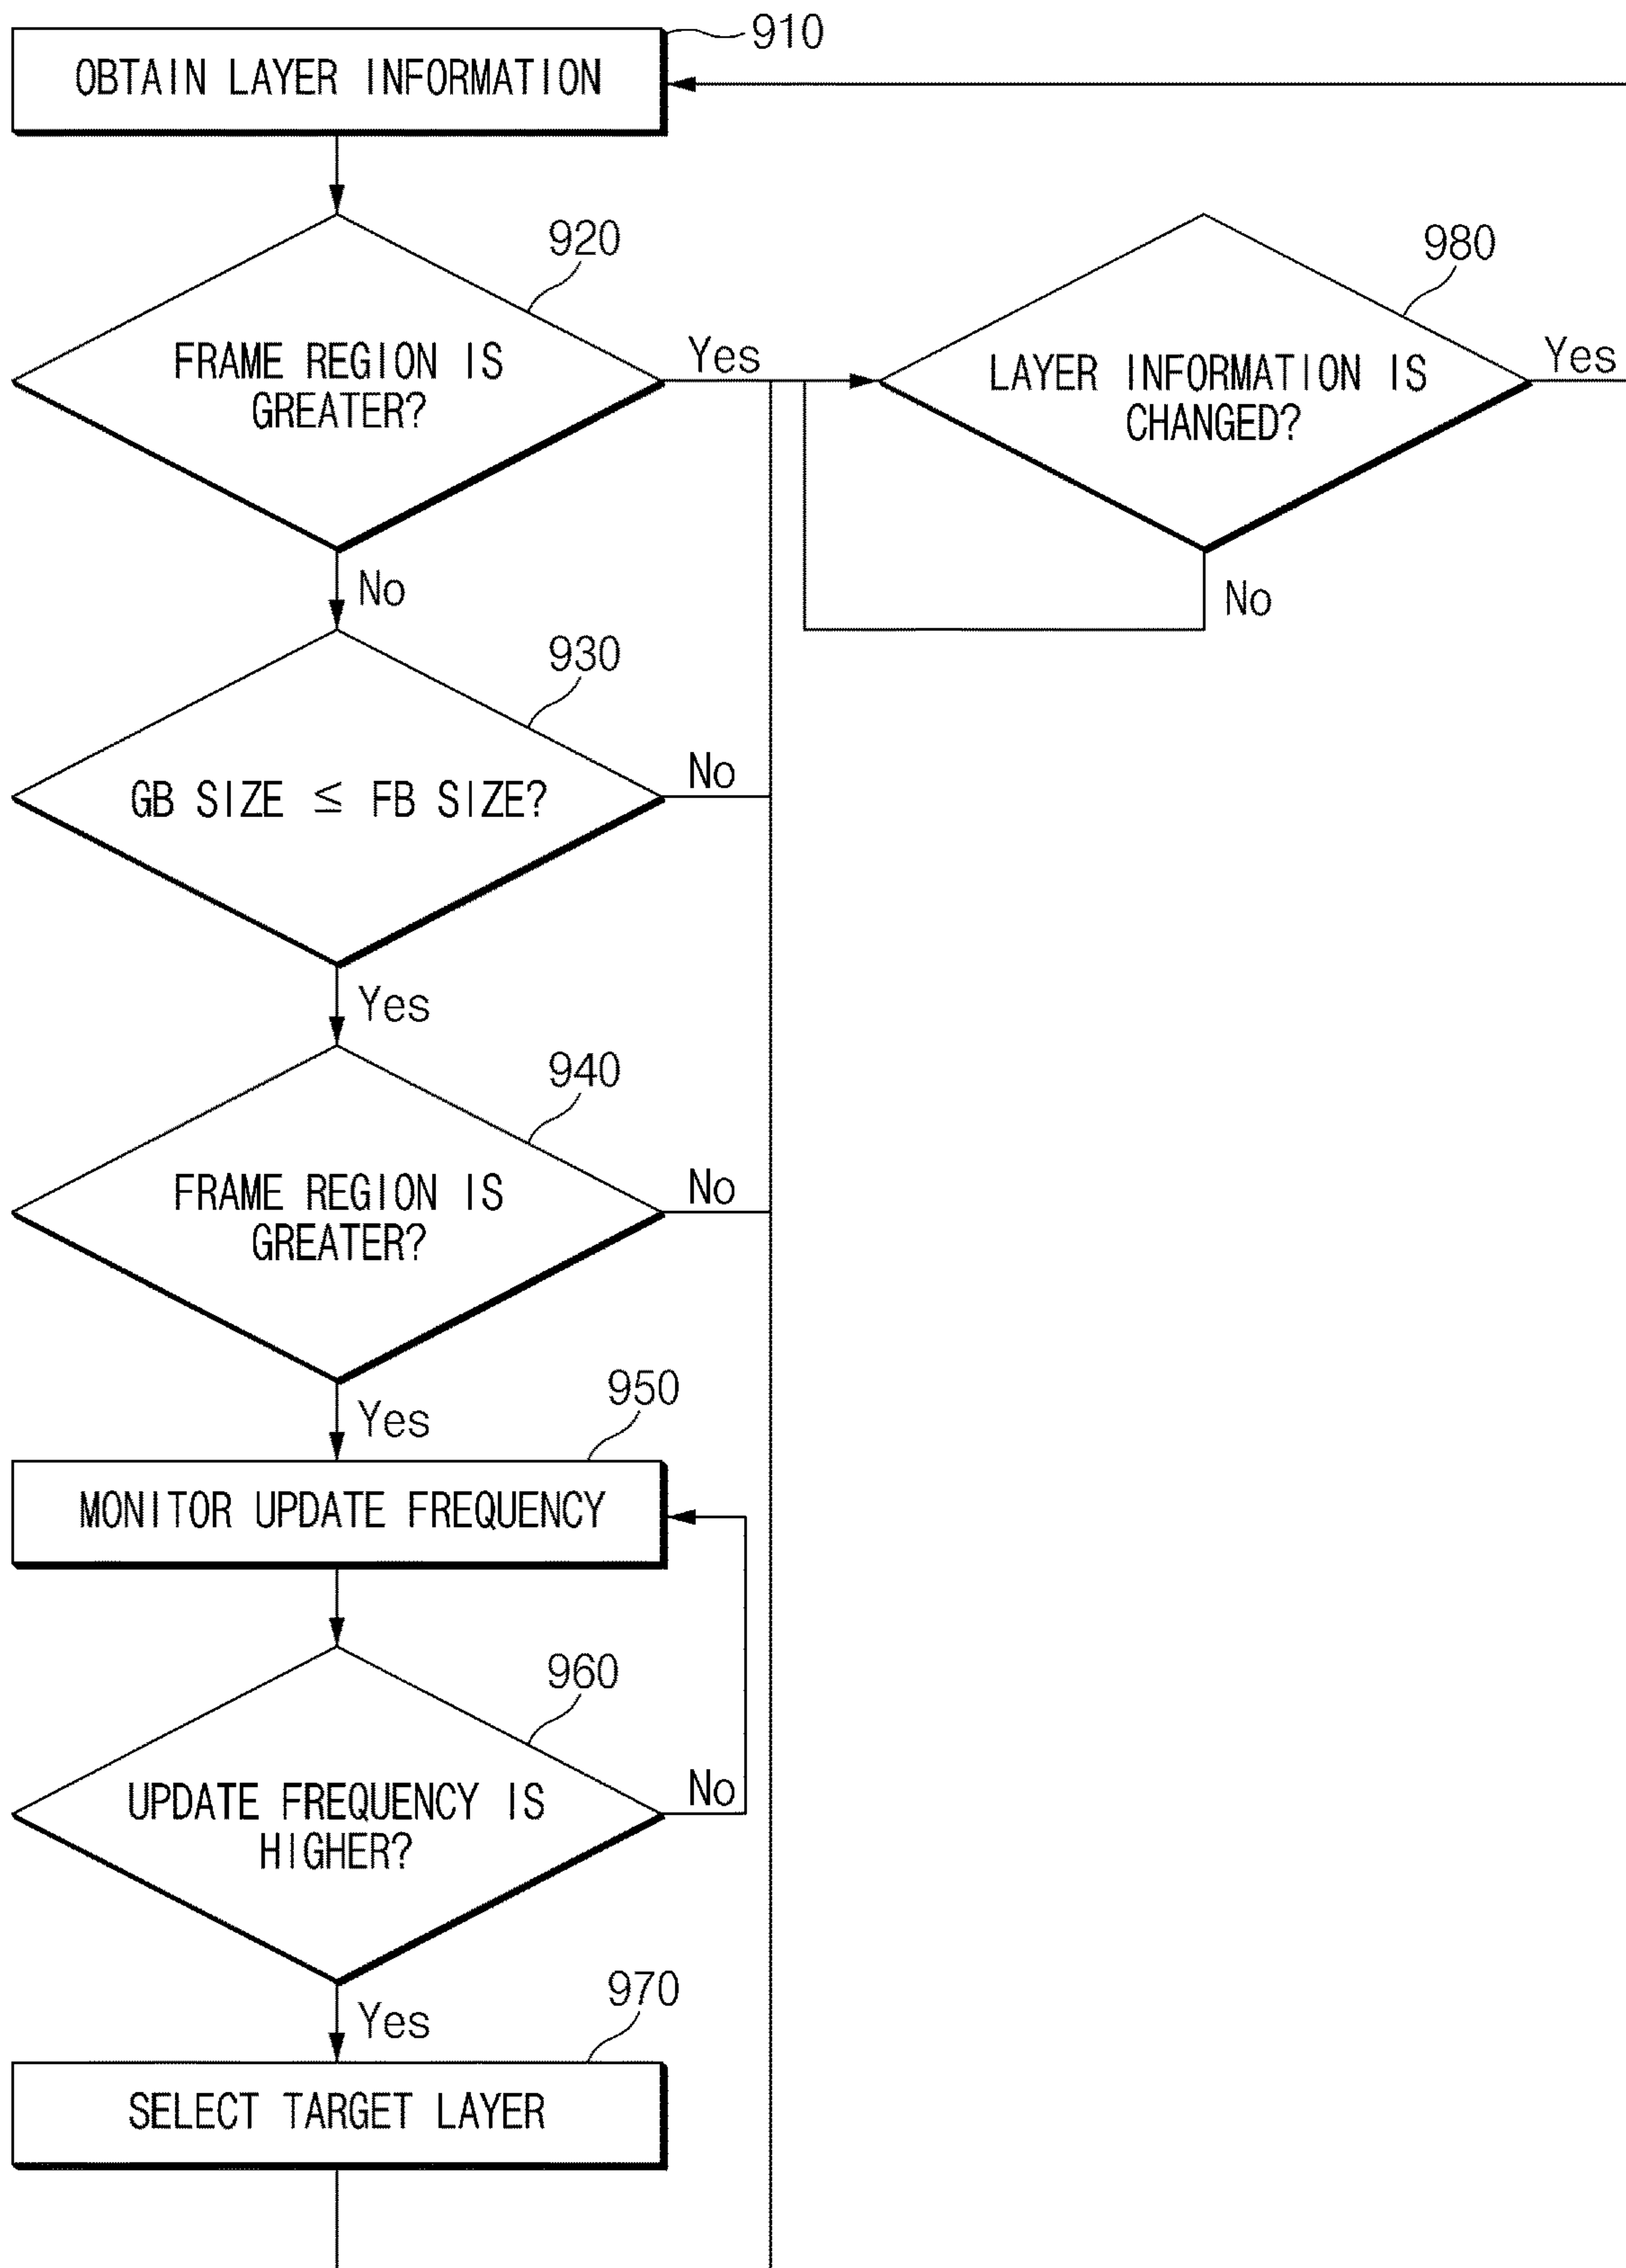 910
OBTAIN LAYER INFORMATION
920
FRAME REGION IS
GREATER?
Yes
No
980
LAYER INFORMATION IS
CHANGED?
Yes
No
930
GB SIZE ≤ FB SIZE?
No
Yes
940
FRAME REGION IS
GREATER?
No
Yes
950
MONITOR UPDATE FREQUENCY
960
UPDATE FREQUENCY IS
HIGHER?
No
Yes
970
SELECT TARGET LAYER